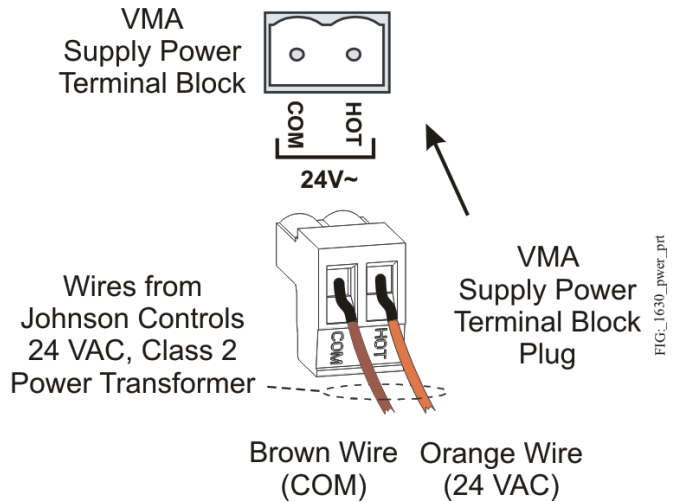 VMA
Supply Power
Terminal Block
COM
HOT
24V~
VMA
Supply Power
Terminal Block
Plug
Wires from
Johnson Controls
24 VAC, Class 2
Power Transformer
COM
HOT
Brown Wire
(COM)
Orange Wire
(24 VAC)
FIG:_1630_pwer_prt